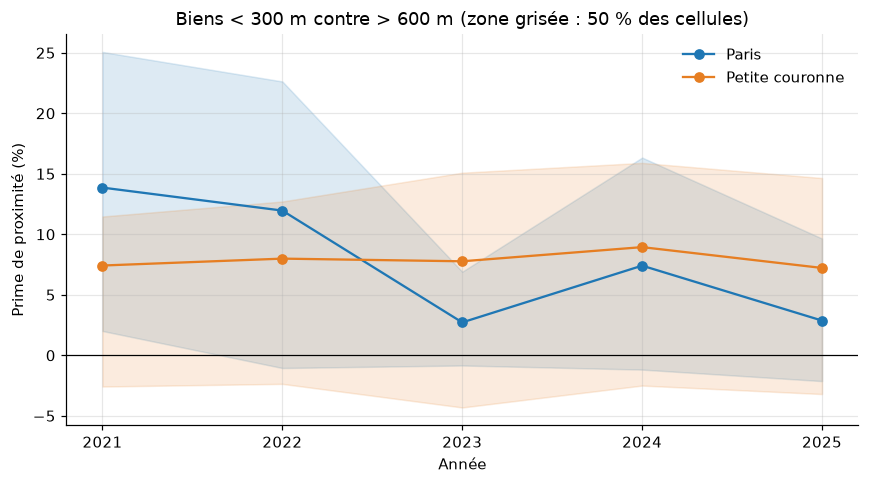 Biens < 300 m contre > 600 m (zone grisée : 50 % des cellules)
Paris
Petite couronne
Prime de proximité (%)
25
20
15
10
5
0
−5
2021 2022 2023 2024 2025
Année